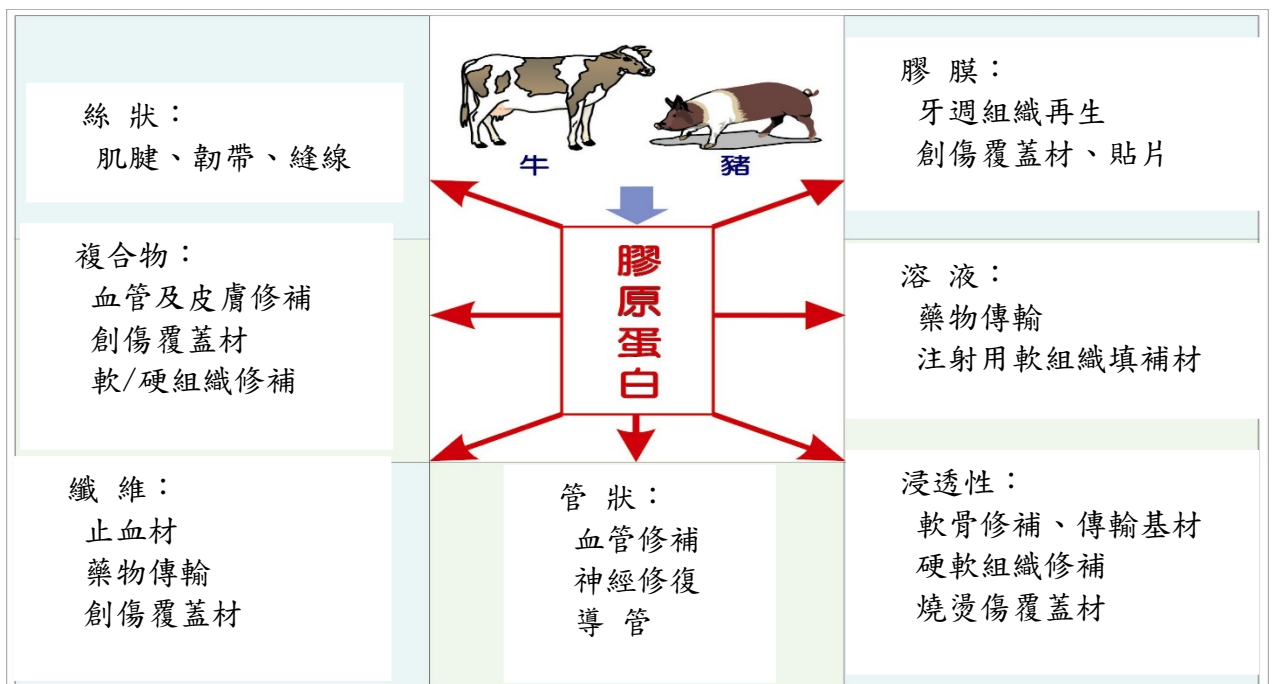 牛
豬
膠原蛋白
絲 狀：
肌腱、韌帶、縫線
複合物：
血管及皮膚修補
創傷覆蓋材
軟/硬組織修補
纖 維：
止血材
藥物傳輸
創傷覆蓋材
管 狀：
血管修補
神經修復
導 管
膠 膜：
牙週組織再生
創傷覆蓋材、貼片
溶 液：
藥物傳輸
注射用軟組織填補材
浸透性：
軟骨修補、傳輸基材
硬軟組織修補
燒燙傷覆蓋材